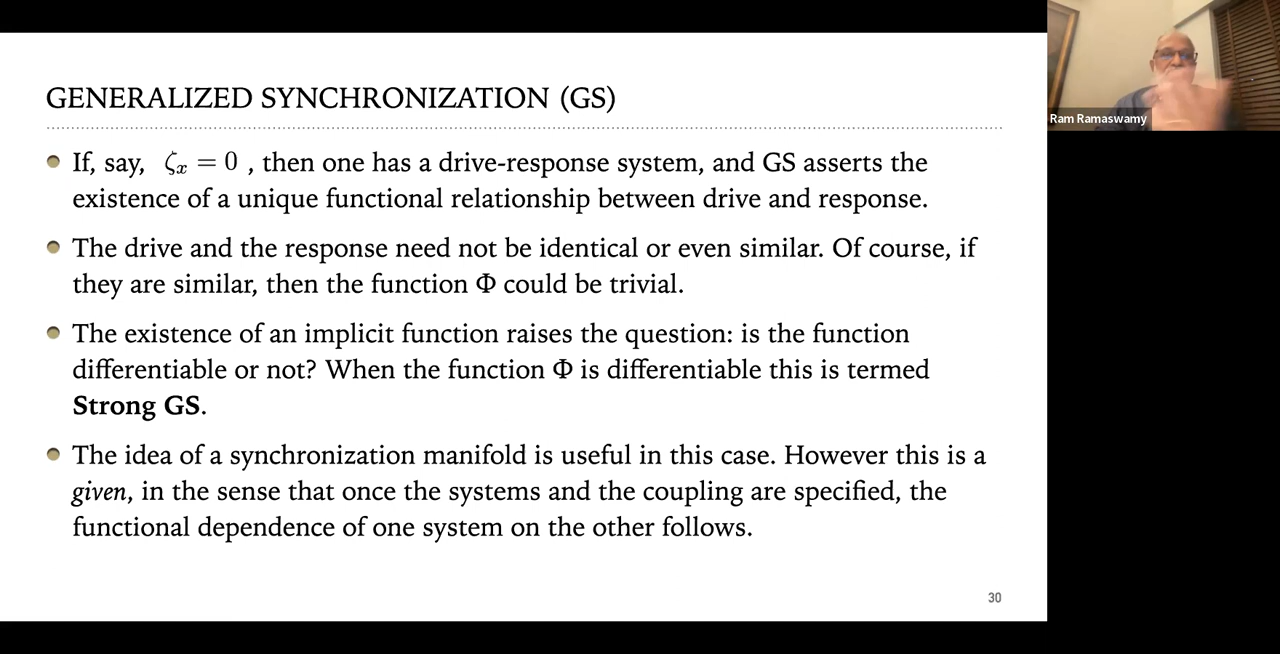 GENERALIZED SYNCHRONIZATION (GS)
If, say, ζₓ = 0 , then one has a drive-response system, and GS asserts the
existence of a unique functional relationship between drive and response.
The drive and the response need not be identical or even similar. Of course, if
they are similar, then the function Φ could be trivial.
The existence of an implicit function raises the question: is the function
differentiable or not? When the function Φ is differentiable this is termed
Strong GS.
The idea of a synchronization manifold is useful in this case. However this is a
given, in the sense that once the systems and the coupling are specified, the
functional dependence of one system on the other follows.
30
Ram Ramaswamy